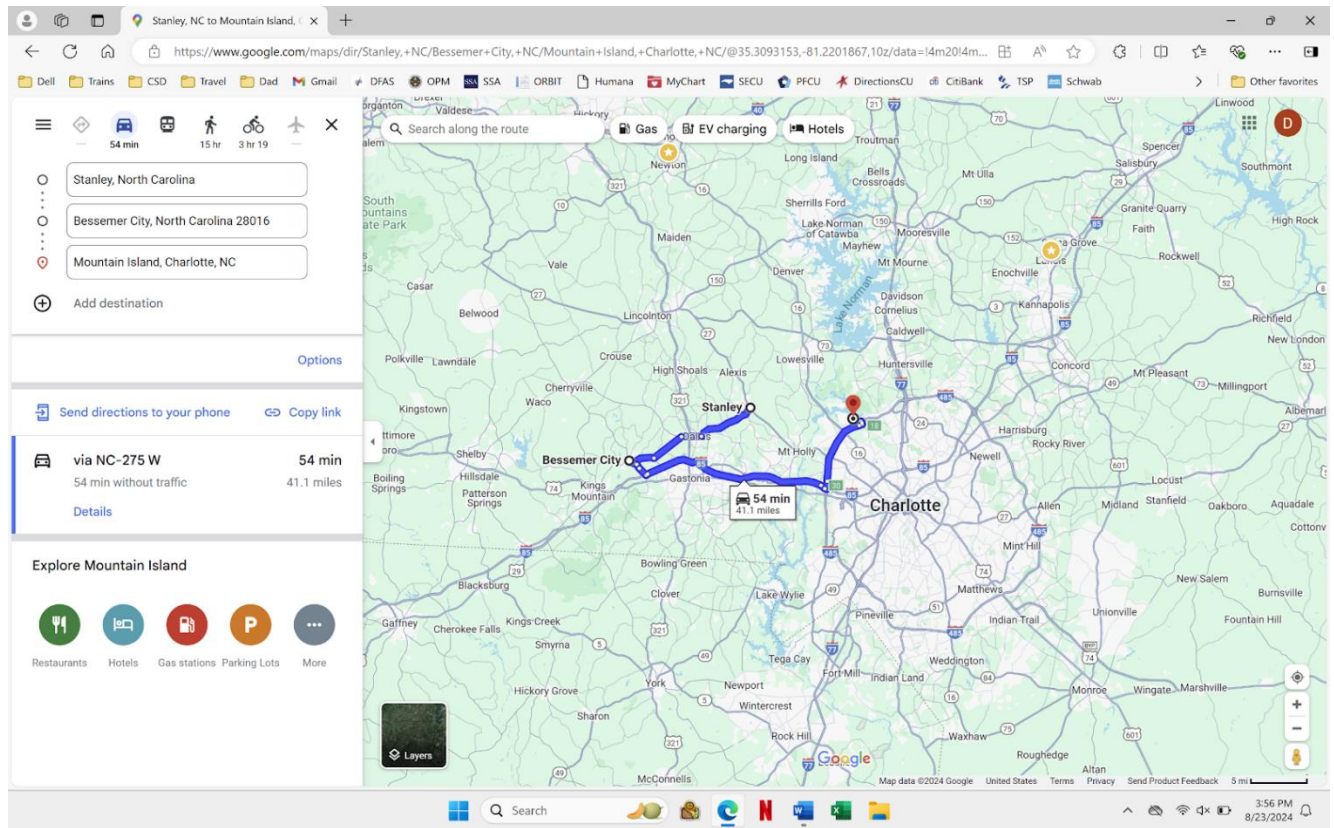 Stanley, NC to Mountain Island, C
https://www.google.com/maps/dir/Stanley,+NC/Bessemer+City,+NC/Mountain+Island,+Charlotte,+NC/@35.3093153,-81.2201867,10z/data=!4m20!4m...
Dell Trains CSD Travel Dad Gmail DFAS OPM SSA SSA ORBIT Humana MyChart SECU PFCU DirectionsCU CitiBank TSP Schwab Other favorites
54 min 15 hr 3 hr 19
Stanley, North Carolina
Bessemer City, North Carolina 28016
Mountain Island, Charlotte, NC
Add destination
Options
Send directions to your phone Copy link
via NC-275 W 54 min
54 min without traffic 41.1 miles
Details
Explore Mountain Island
P
Restaurants Hotels Gas stations Parking Lots More
Search along the route Gas EV charging Hotels
D
Valdese
Hickory
Linwood
Troutman
Spencer
Newton
Long Island
Salisbury
Southmont
Bells
Crossroads
Mt Ulla
South
Sherrills Ford
Granite Quarry
Lake Norman
of Catawba
Mooresville
Faith
High Rock
Maiden
Mayhew
Vale
Mt Mourne
Rockwell
Denver
Enochville
Casar
Lake Norman
Davidson
Kannapolis
Belwood
Lincolnton
Cornelius
Richfield
Caldwell
New London
Polkville
Lawndale
Crouse
Lowesville
Huntersville
Concord
High Shoals
Alexis
Mt Pleasant
Millingport
Cherryville
Kingstown
Waco
Stanley
Albemarl
Dallas
Harrisburg
Rocky River
Shelby
Bessemer City
Mt Holly
Newell
Boiling
Springs
Hillsdale
Patterson
Springs
Kings
Mountain
Gastonia
Locust
54 min
41.1 miles
Charlotte
Allen
Midland
Stanfield
Oakboro
Aquadale
Cottonv
Mint Hill
Bowling Green
Blacksburg
Clover
Lake Wylie
Matthews
New Salem
Burnsville
Gaffney
Cherokee Falls
Kings Creek
Pineville
Indian Trail
Unionville
Fountain Hill
Smyrna
Tega Cay
Weddington
Fort Mill
Indian Land
Hickory Grove
York
Newport
Monroe
Wingate
Marshville
Wintercrest
Sharon
Rock Hill
Waxhaw
Roughedge
Altan
McConnells
Layers
Google
Map data ©2024 Google United States Terms Privacy Send Product Feedback 5 mi
Search
3:56 PM
8/23/2024